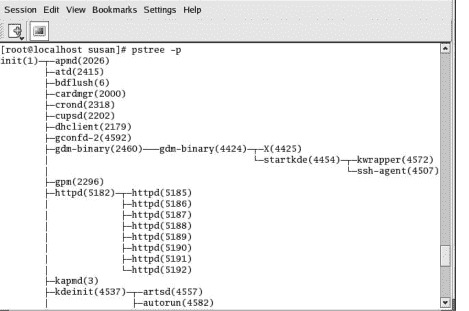 Session Edit View Bookmarks Settings Help
[root@localhost susan]# pstree -p
init(1)─┬─apmd(2026)
        ├─atd(2415)
        ├─bdflush(6)
        ├─cardmgr(2000)
        ├─crond(2318)
        ├─cupsd(2202)
        ├─dhclient(2179)
        ├─gconfd-2(4592)
        ├─gdm-binary(2460)───gdm-binary(4424)─┬─X(4425)
        │                                     └─startkde(4454)─┬─kwrapper(4572)
        │                                                      └─ssh-agent(4507)
        ├─gpm(2296)
        ├─httpd(5182)─┬─httpd(5185)
        │             ├─httpd(5186)
        │             ├─httpd(5187)
        │             ├─httpd(5188)
        │             ├─httpd(5189)
        │             ├─httpd(5190)
        │             ├─httpd(5191)
        │             └─httpd(5192)
        ├─kapmd(3)
        ├─kdeinit(4537)─┬─artsd(4557)
        │               ├─autorun(4582)